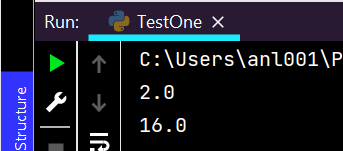 Run: TestOne ×
C:\Users\anl001\P
2.0
16.0
Structure